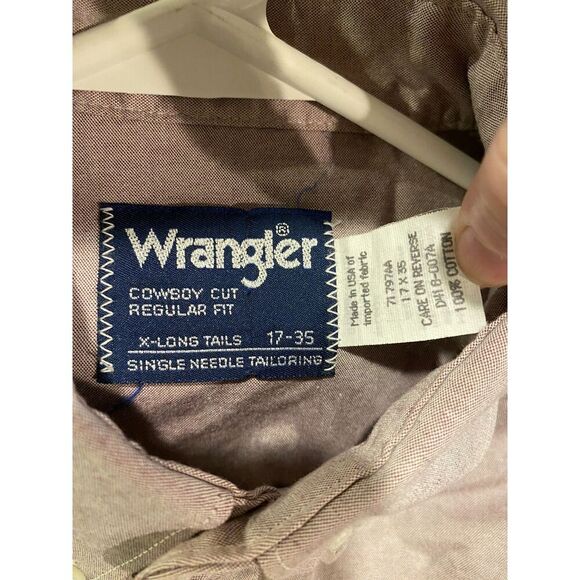 Wrangler®
COWBOY CUT
REGULAR FIT
X-LONG TAILS 17-35
SINGLE NEEDLE TAILORING
Made in USA of
imported fabric
71797AA
17 X 35
CARE ON REVERSE
100% COTTON